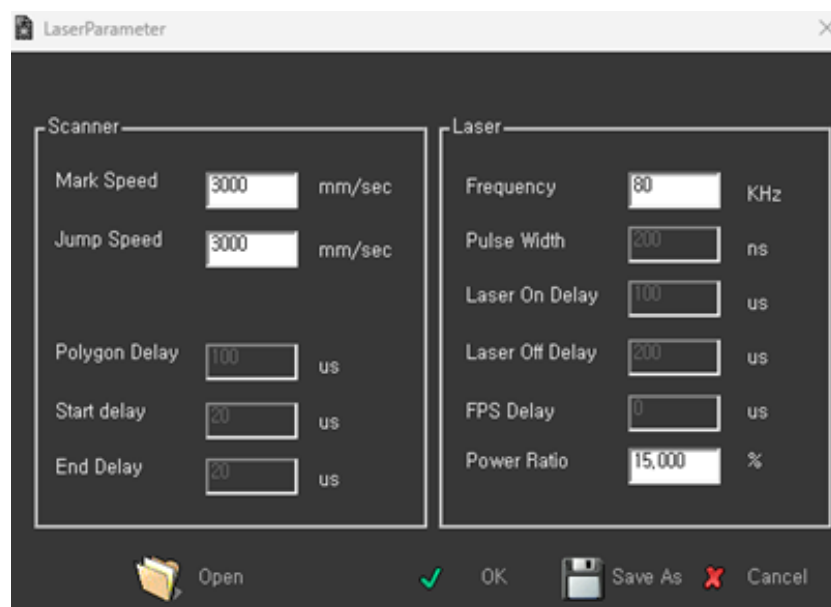 LaserParameter
Scanner
Mark Speed 3000 mm/sec
Jump Speed 3000 mm/sec
Polygon Delay 100 us
Start delay 20 us
End Delay 20 us
Laser
Frequency 80 KHz
Pulse Width 200 ns
Laser On Delay 100 us
Laser Off Delay 200 us
FPS Delay 0 us
Power Ratio 15,000 %
Open OK Save As Cancel